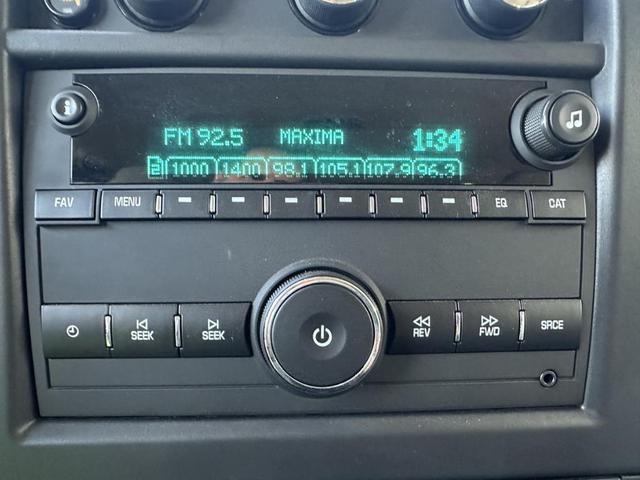 FM 92.5 MAXIMA 1:34
2 1000 1400 98.1 105.1 107.9 96.3
FAV MENU EQ CAT
SEEK SEEK REV FWD SRCE